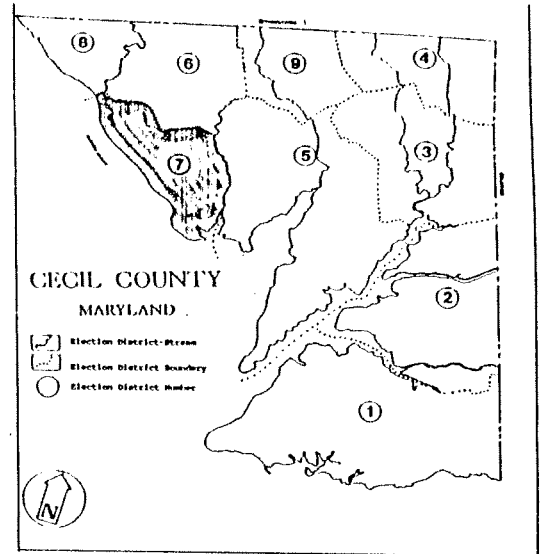 8
6
9
4
7
5
3
CECIL COUNTY
MARYLAND
2
Election District-Stream
Election District Boundary
Election District Number
1
N